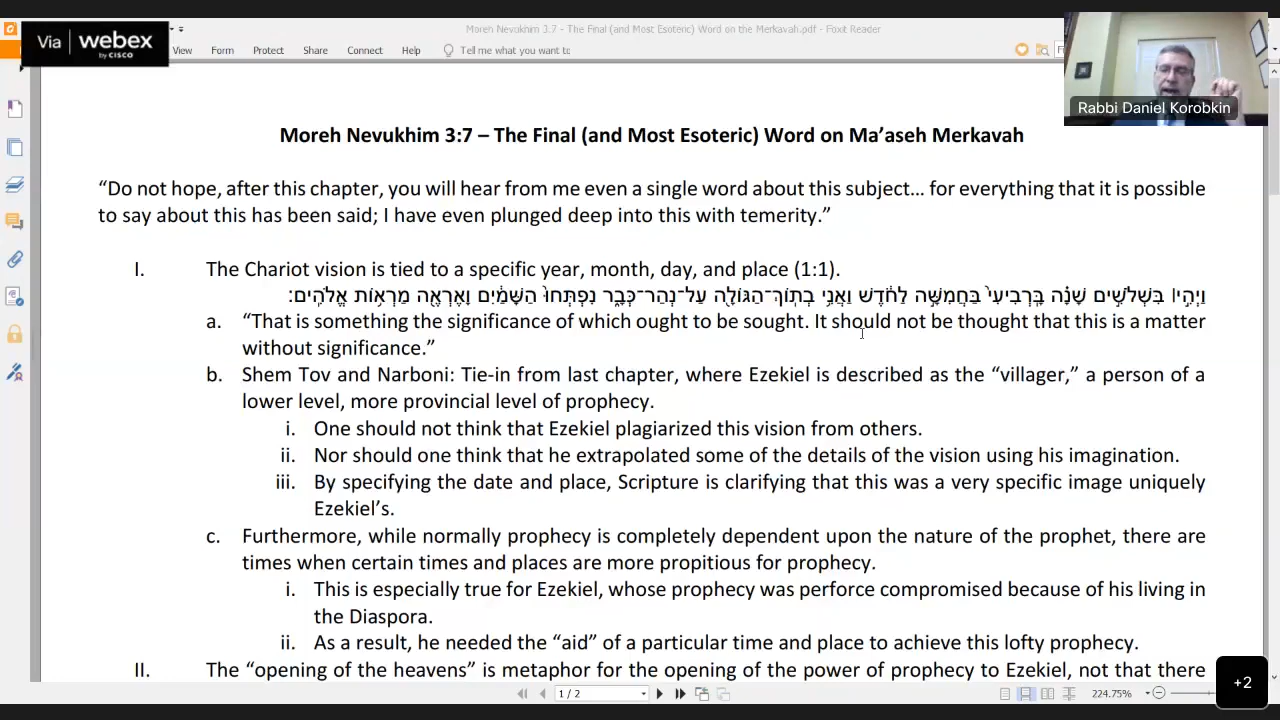 Via webex
by CISCO
Moreh Nevukhim 3.7 - The Final (and Most Esoteric) Word on the Merkavah.pdf - Foxit Reader
View Form Protect Share Connect Help Tell me what you want to
Rabbi Daniel Korobkin
Moreh Nevukhim 3:7 – The Final (and Most Esoteric) Word on Ma’aseh Merkavah
“Do not hope, after this chapter, you will hear from me even a single word about this subject… for everything that it is possible
to say about this has been said; I have even plunged deep into this with temerity.”
I. The Chariot vision is tied to a specific year, month, day, and place (1:1).
וַיְהִ֣י׀ בִּשְׁלֹשִׁ֣ים שָׁנָ֗ה בָּֽרְבִיעִי֙ בַּחֲמִשָּׁ֣ה לַחֹ֔דֶשׁ וַאֲנִ֥י בְתֽוֹךְ־הַגּוֹלָ֖ה עַל־נְהַר־כְּבָ֑ר נִפְתְּחוּ֙ הַשָּׁמַ֔יִם וָאֶרְאֶ֖ה מַרְא֥וֹת אֱלֹהִֽים׃
a. “That is something the significance of which ought to be sought. It should not be thought that this is a matter
without significance.”
b. Shem Tov and Narboni: Tie-in from last chapter, where Ezekiel is described as the “villager,” a person of a
lower level, more provincial level of prophecy.
i. One should not think that Ezekiel plagiarized this vision from others.
ii. Nor should one think that he extrapolated some of the details of the vision using his imagination.
iii. By specifying the date and place, Scripture is clarifying that this was a very specific image uniquely
Ezekiel’s.
c. Furthermore, while normally prophecy is completely dependent upon the nature of the prophet, there are
times when certain times and places are more propitious for prophecy.
i. This is especially true for Ezekiel, whose prophecy was perforce compromised because of his living in
the Diaspora.
ii. As a result, he needed the “aid” of a particular time and place to achieve this lofty prophecy.
II. The “opening of the heavens” is metaphor for the opening of the power of prophecy to Ezekiel, not that there
1 / 2
224.75%
+2